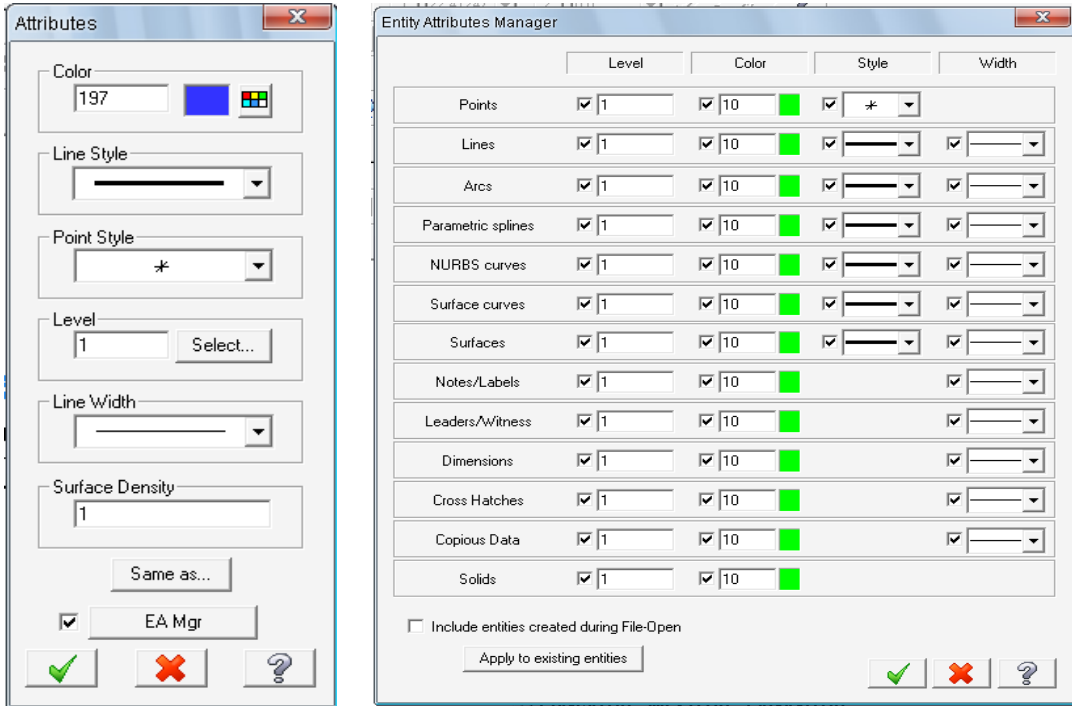 Attributes
Color
197
Line Style
Point Style
Level
1
Select...
Line Width
Surface Density
1
Same as...
EA Mgr
Entity Attributes Manager
Level Color Style Width
Points 1 10
Lines 1 10
Arcs 1 10
Parametric splines 1 10
NURBS curves 1 10
Surface curves 1 10
Surfaces 1 10
Notes/Labels 1 10
Leaders/Witness 1 10
Dimensions 1 10
Cross Hatches 1 10
Copious Data 1 10
Solids 1 10
Include entities created during File-Open
Apply to existing entities